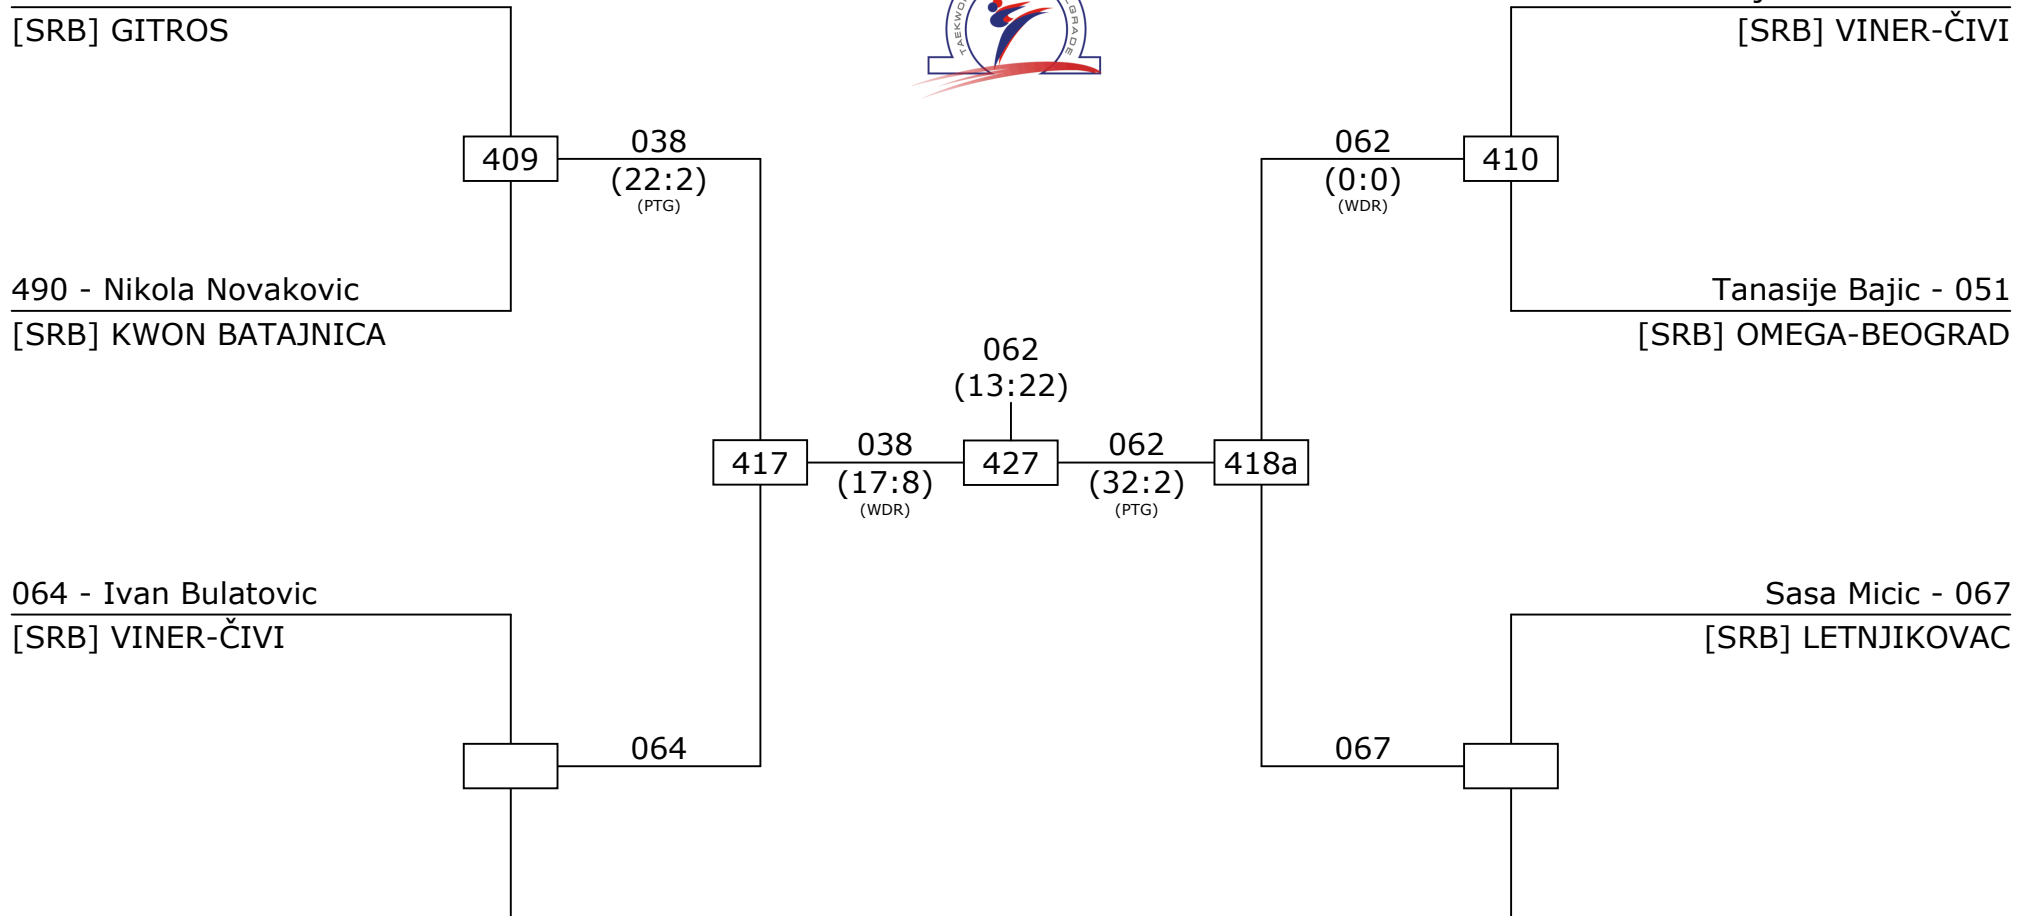 [SRB] GITROS
[SRB] VINER-ČIVI
409
038
(22:2)
(PTG)
062
(0:0)
(WDR)
410
490 - Nikola Novakovic
[SRB] KWON BATAJNICA
Tanasije Bajic - 051
[SRB] OMEGA-BEOGRAD
062
(13:22)
417
038
(17:8)
(WDR)
427
062
(32:2)
(PTG)
418a
064 - Ivan Bulatovic
[SRB] VINER-ČIVI
Sasa Micic - 067
[SRB] LETNJIKOVAC
064
067